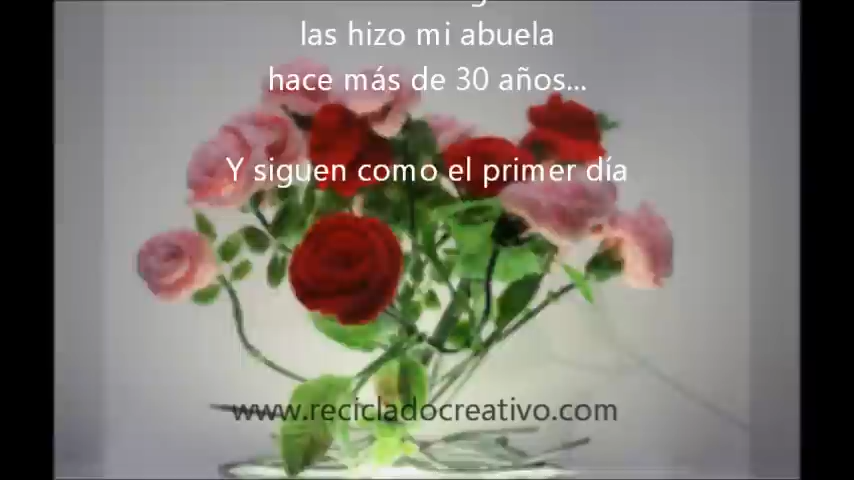 las hizo mi abuela
hace más de 30 años...
Y siguen como el primer día
www.recicladocreativo.com